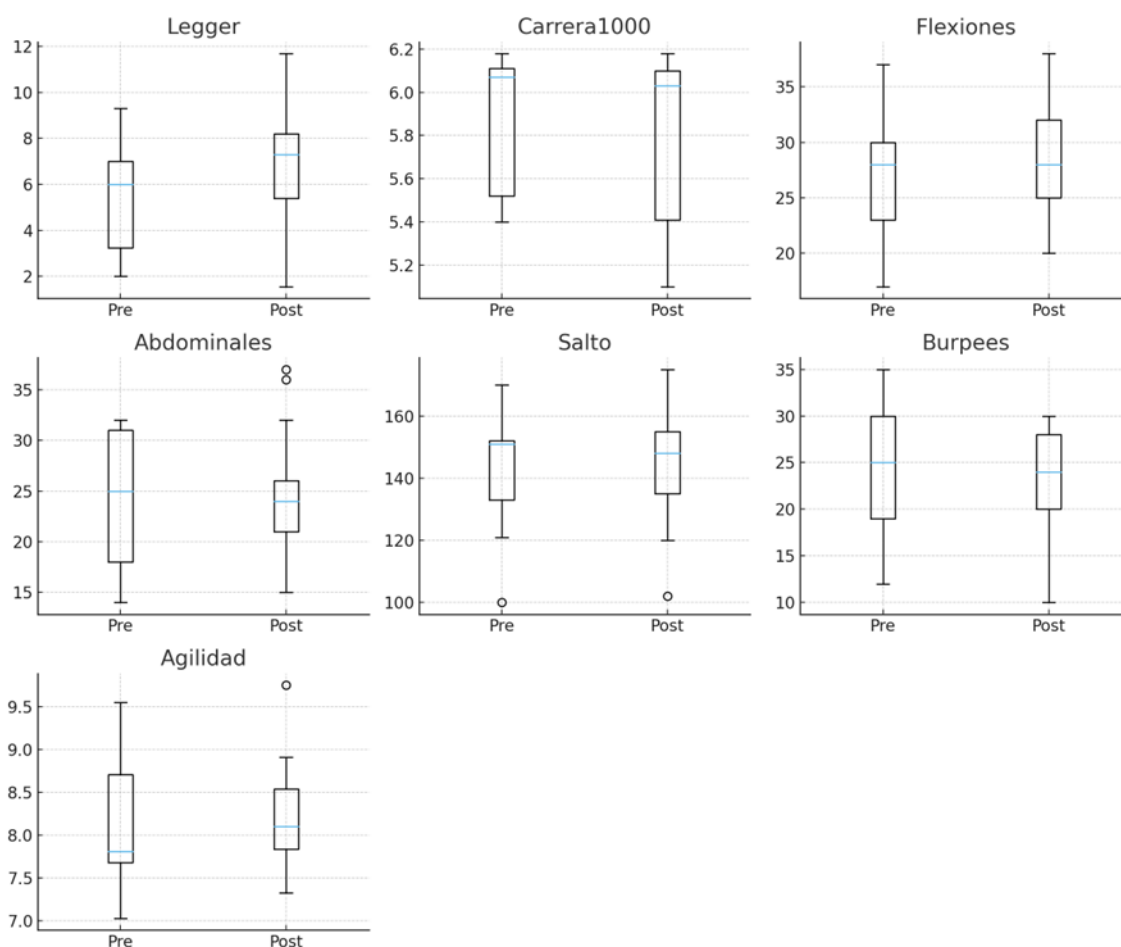 Legger
12
10
8
6
4
2
Pre
Post
Carrera1000
6.2
6.0
5.8
5.6
5.4
5.2
Pre
Post
Flexiones
35
30
25
20
Pre
Post
Abdominales
35
30
25
20
15
Pre
Post
Salto
160
140
120
100
Pre
Post
Burpees
35
30
25
20
15
10
Pre
Post
Agilidad
9.5
9.0
8.5
8.0
7.5
7.0
Pre
Post